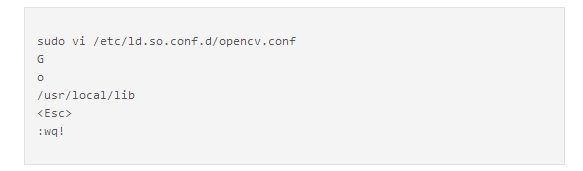 sudo vi /etc/ld.so.conf.d/opencv.conf
G
o
/usr/local/lib
<Esc>
:wq!